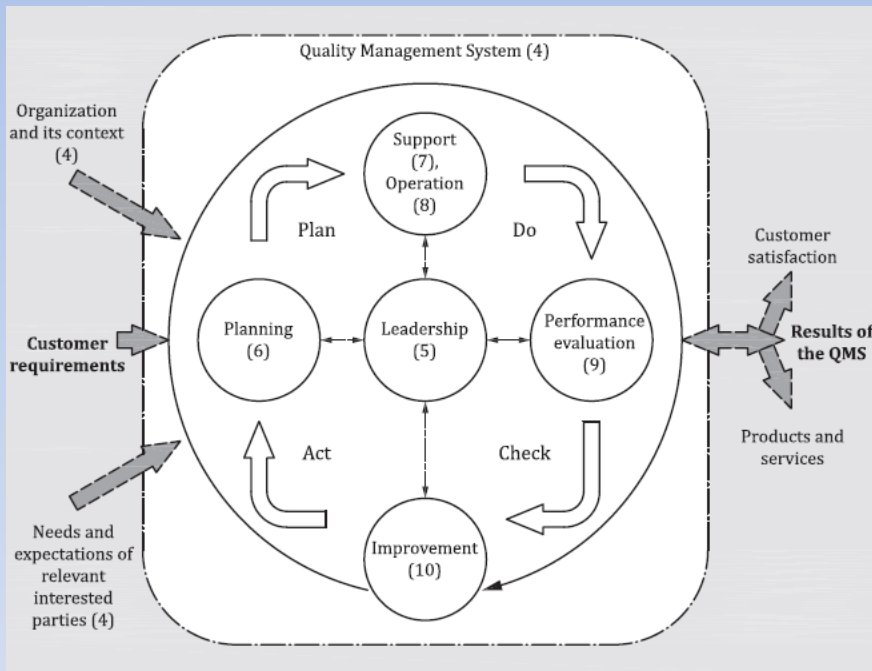 Quality Management System (4)
Organization
and its context
(4)
Support
(7),
Operation
(8)
Plan
Do
Customer
satisfaction
Planning
(6)
Leadership
(5)
Performance
evaluation
(9)
Customer
requirements
Results of
the QMS
Act
Check
Products and
services
Needs and
expectations of
relevant
interested
parties (4)
Improvement
(10)